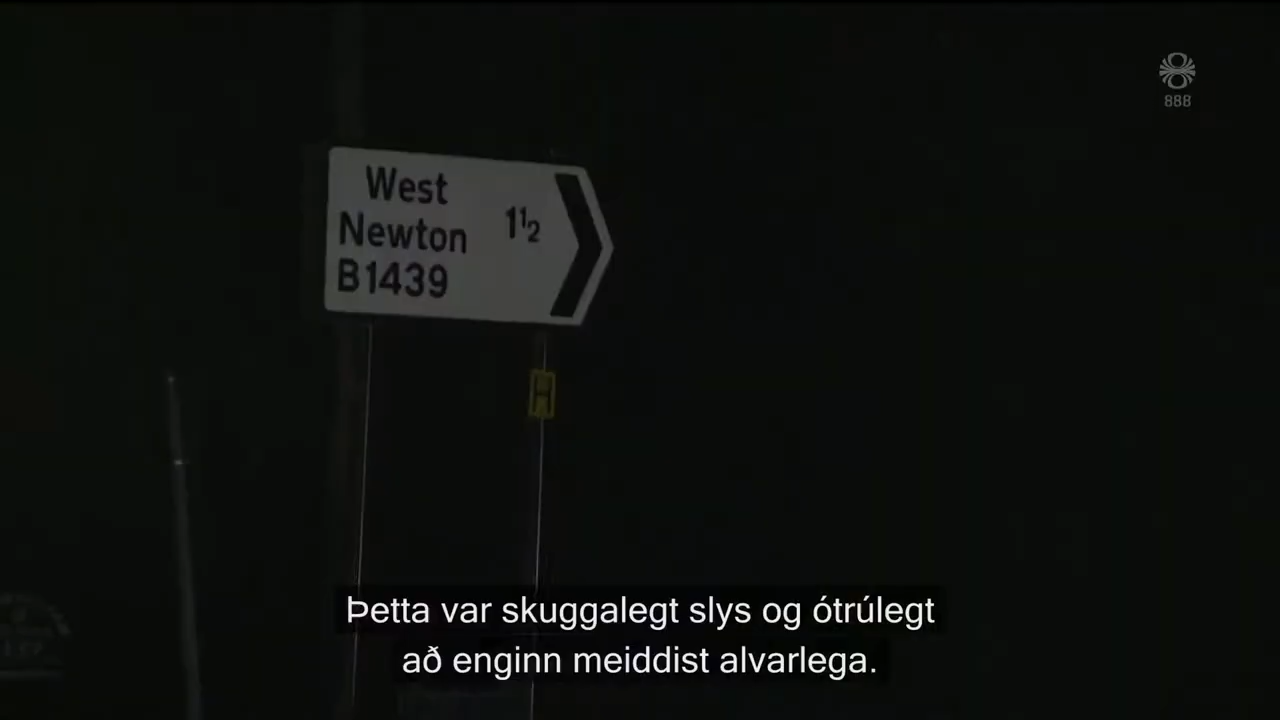 888
West
Newton 1½
B1439
H
Þetta var skuggalegt slys og ótrúlegt
að enginn meiddist alvarlega.